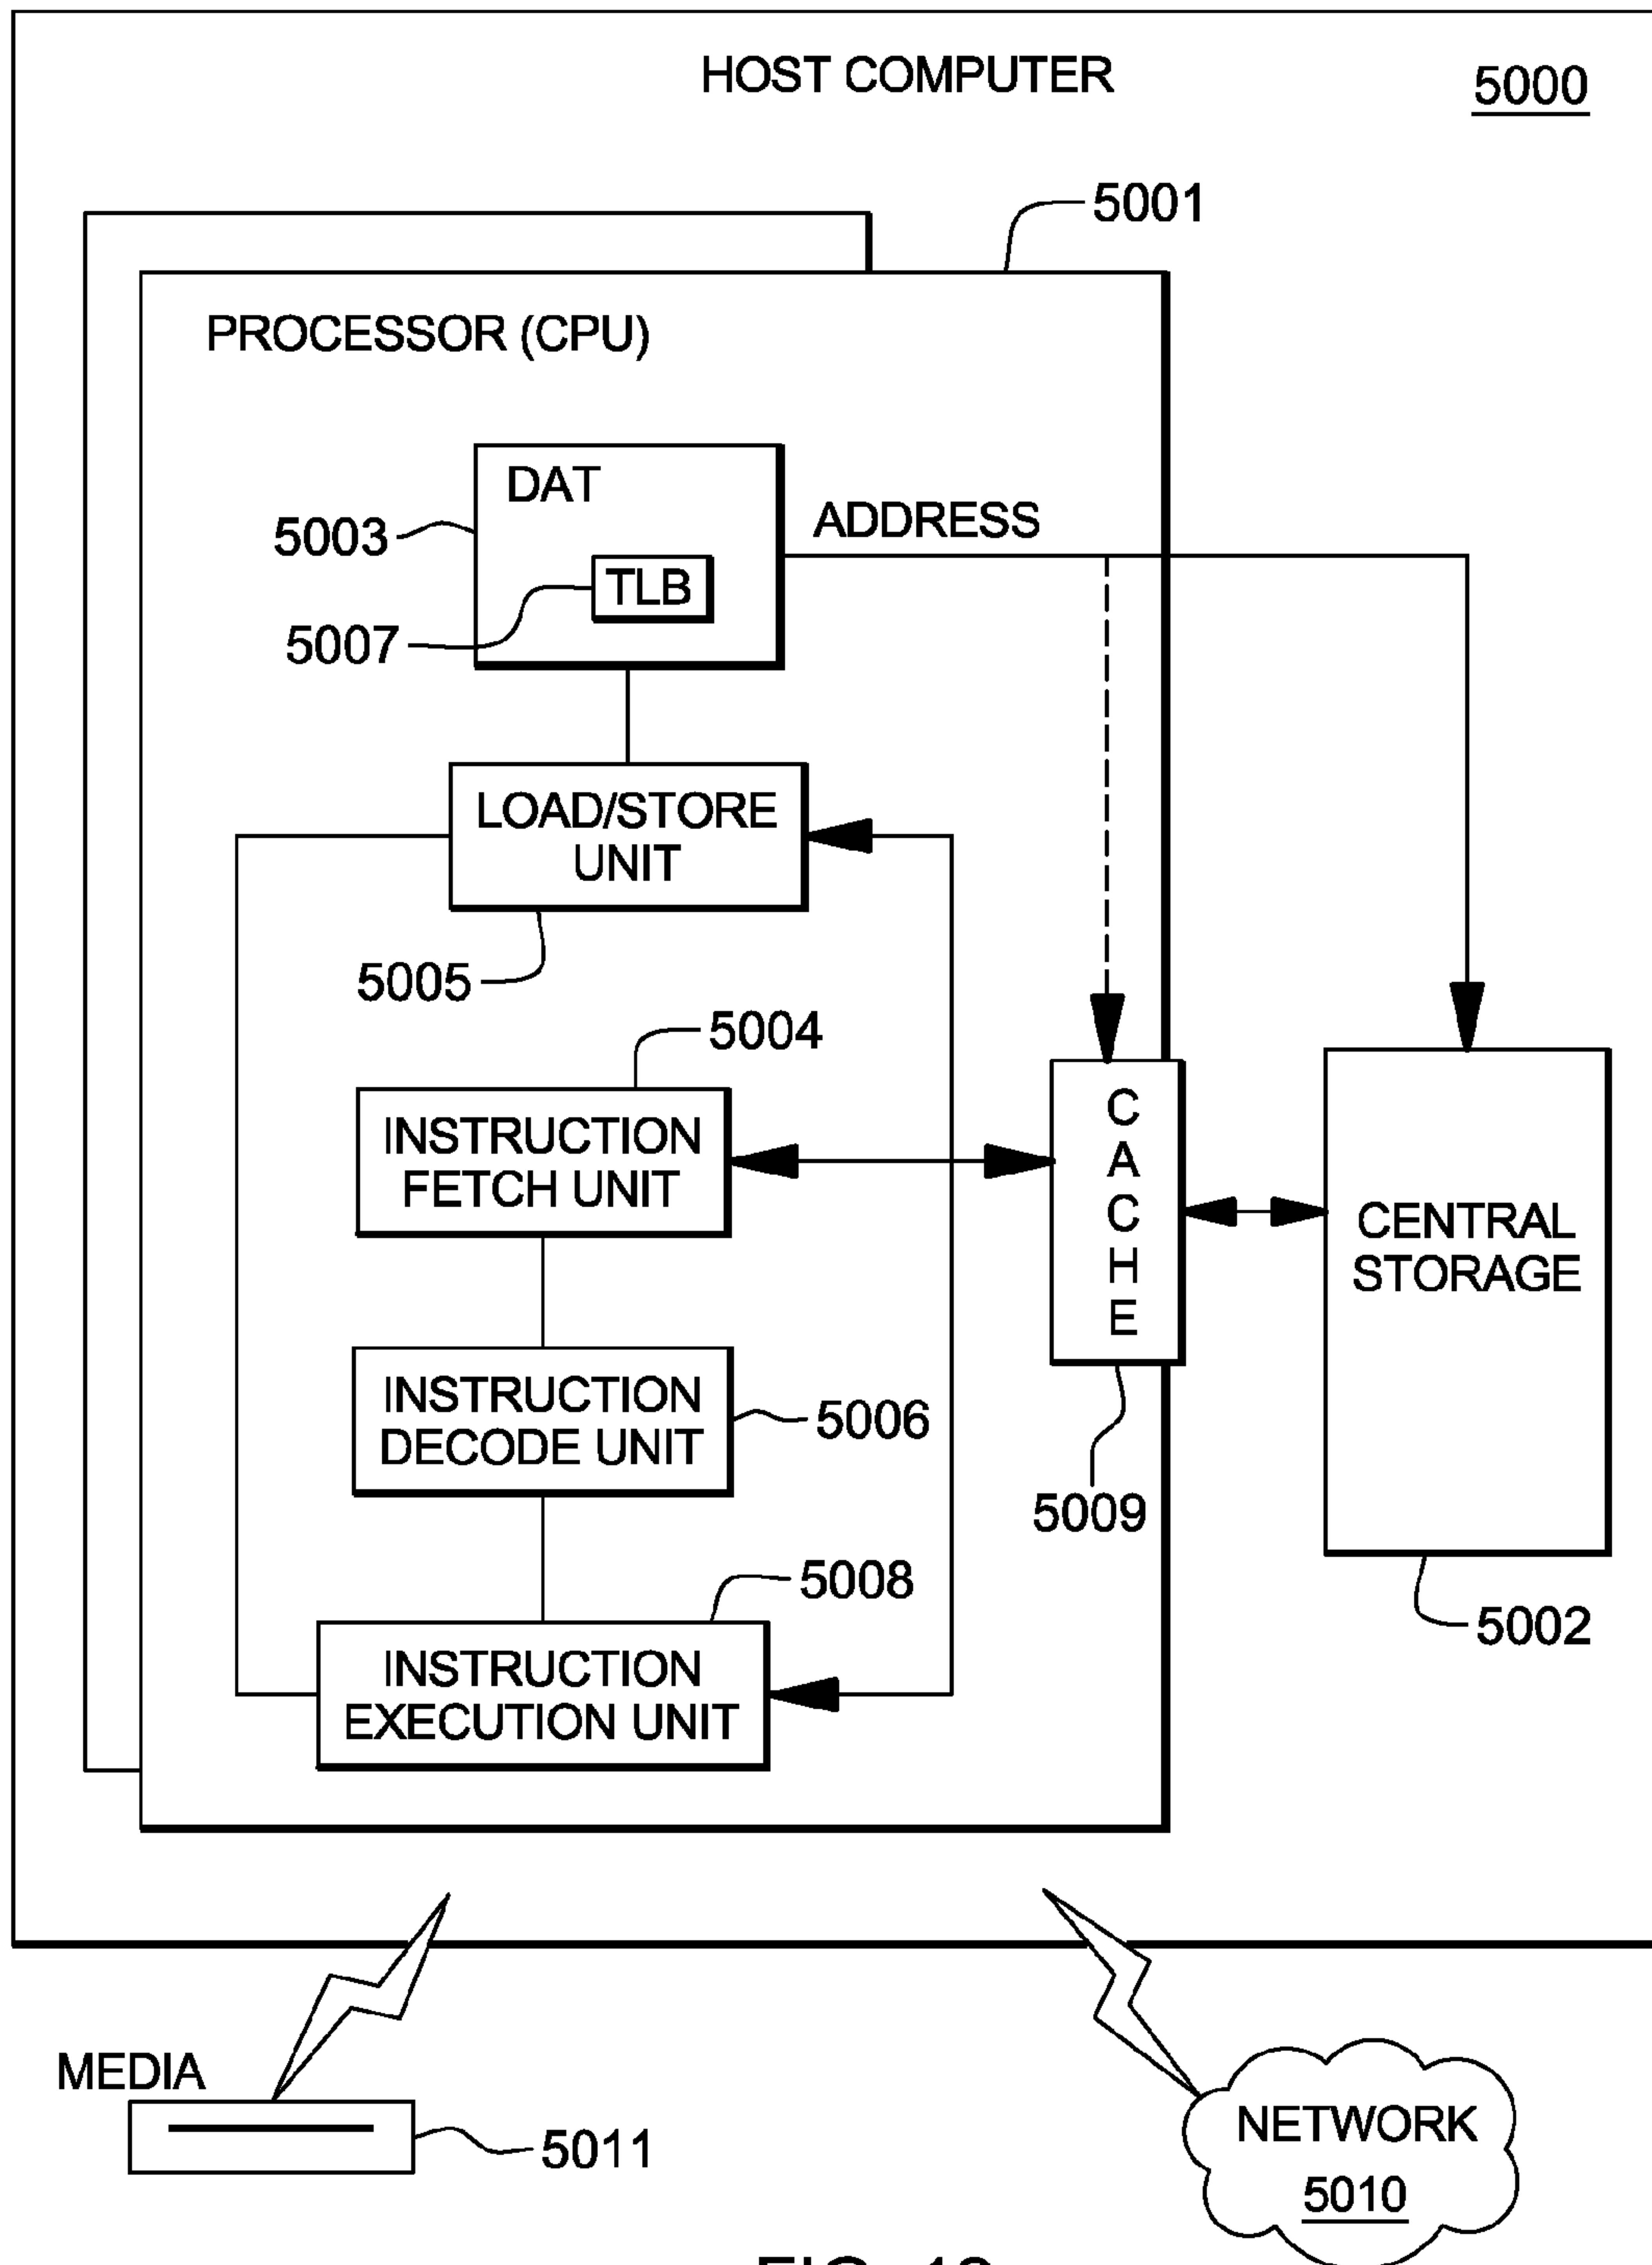 HOST COMPUTER
5000
5001
PROCESSOR (CPU)
DAT
ADDRESS
5003
TLB
5007
LOAD/STORE
UNIT
5005
5004
INSTRUCTION
FETCH UNIT
C
A
C
H
E
CENTRAL
STORAGE
INSTRUCTION
DECODE UNIT
5006
5009
5008
5002
INSTRUCTION
EXECUTION UNIT
MEDIA
5011
NETWORK
5010